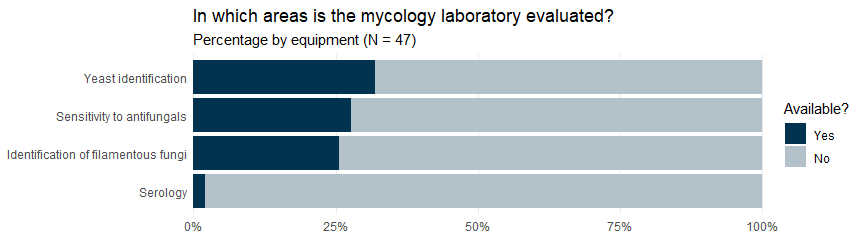 In which areas is the mycology laboratory evaluated?
Percentage by equipment (N = 47)
Yeast identification
Sensitivity to antifungals
Identification of filamentous fungi
Serology
0% 25% 50% 75% 100%
Available?
Yes
No